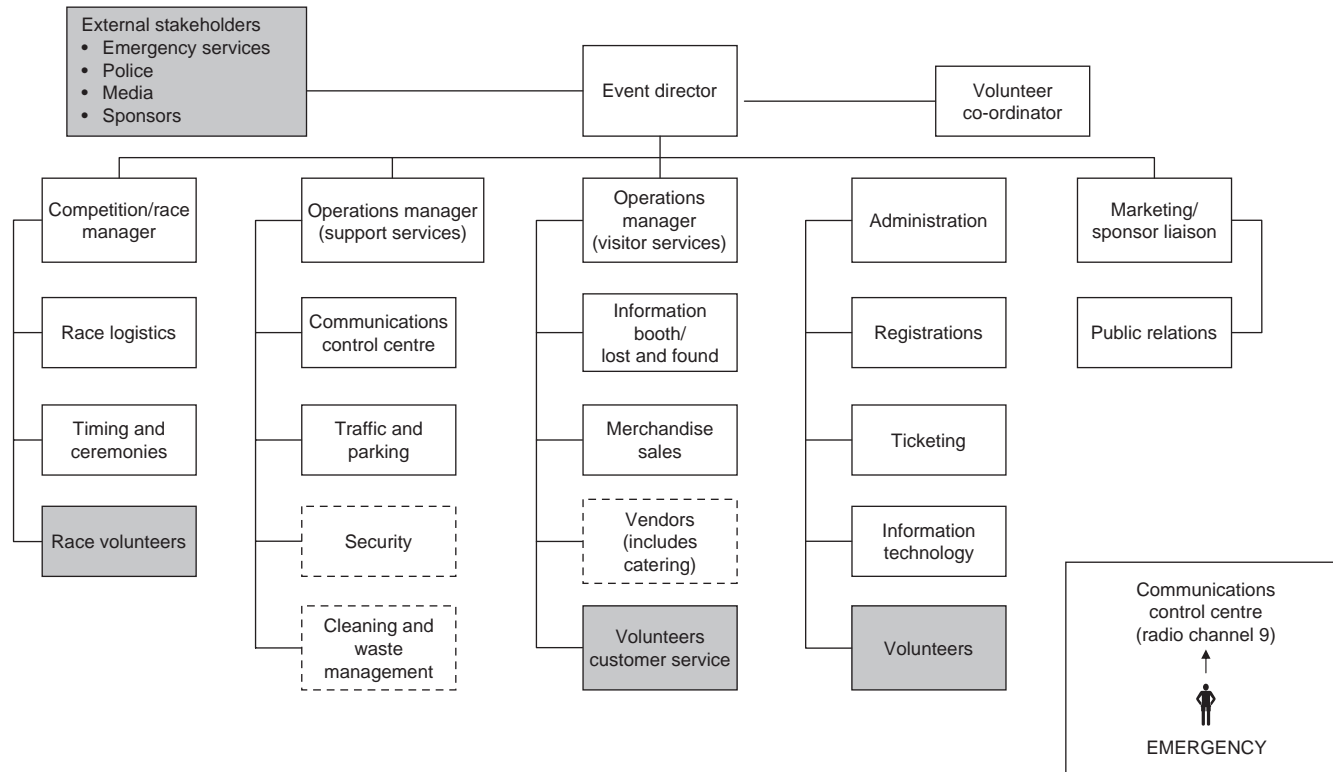 External stakeholders
• Emergency services
• Police
• Media
• Sponsors
Event director
Volunteer
co-ordinator
Competition/race
manager
Race logistics
Timing and
ceremonies
Race volunteers
Operations manager
(support services)
Communications
control centre
Traffic and
parking
Security
Cleaning and
waste
management
Operations
manager
(visitor services)
Information
booth/
lost and found
Merchandise
sales
Vendors
(includes
catering)
Volunteers
customer service
Administration
Registrations
Ticketing
Information
technology
Volunteers
Marketing/
sponsor liaison
Public relations
Communications
control centre
(radio channel 9)
EMERGENCY